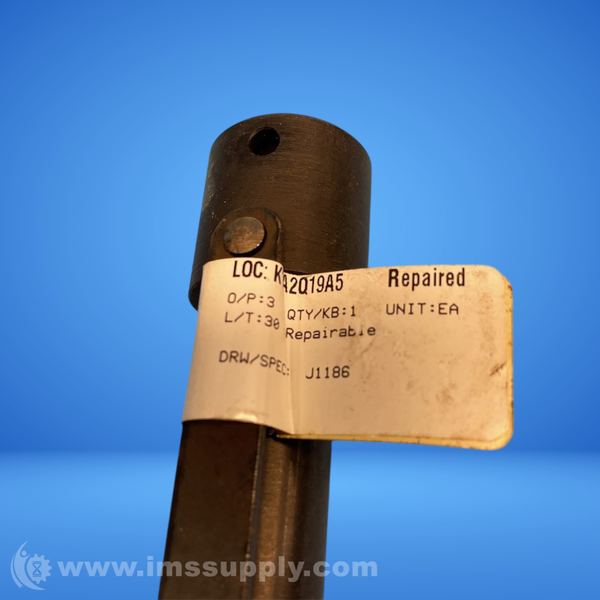 LOC: KA2Q19A5 Repaired
O/P:3 QTY/KB:1 UNIT:EA
L/T:30 Repairable
DRW/SPEC: J1186
www.imssupply.com